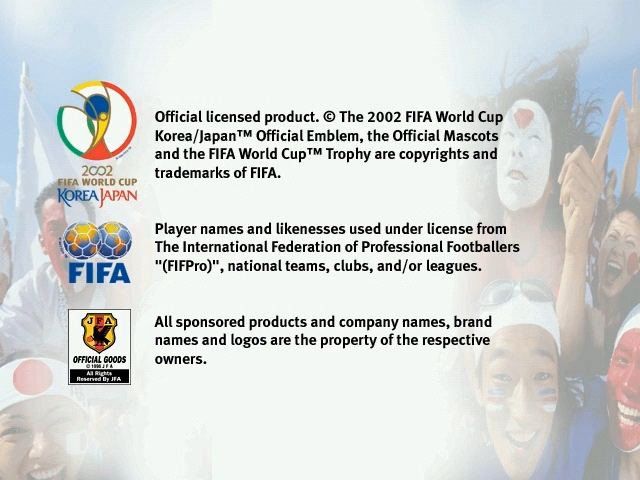 Official licensed product. © The 2002 FIFA World Cup
Korea/Japan™ Official Emblem, the Official Mascots
and the FIFA World Cup™ Trophy are copyrights and
trademarks of FIFA.
2002
FIFA WORLD CUP
KOREA JAPAN
Player names and likenesses used under license from
The International Federation of Professional Footballers
"(FIFPro)", national teams, clubs, and/or leagues.
FIFA
All sponsored products and company names, brand
names and logos are the property of the respective
owners.
JFA
OFFICIAL GOODS
© 1996 J F A
All Rights
Reserved By JFA